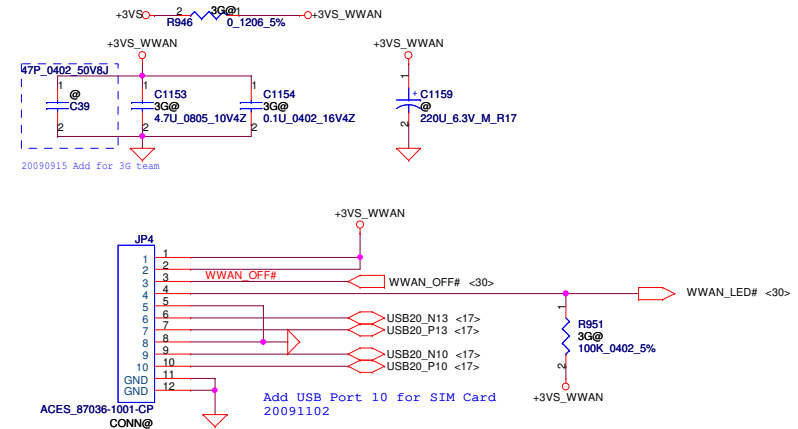 +3VS 2 3G@ 1 +3VS_WWAN
R946 0_1206_5%
+3VS_WWAN
+3VS_WWAN
47P_0402_50V8J
1 @ C39 2
1 C1153 3G@ 4.7U_0805_10V4Z 2
1 C1154 3G@ 0.1U_0402_16V4Z 2
1 + C1159 @ 220U_6.3V_M_R17 2
20090915 Add for 3G team
+3VS_WWAN
JP4
1 1
2 2
3 3 WWAN_OFF# WWAN_OFF# <30>
4 4 WWAN_LED# <30>
5 5
6 6 USB20_N13 <17>
7 7 USB20_P13 <17>
8 8
9 9 USB20_N10 <17>
10 10 USB20_P10 <17>
GND 11
GND 12
ACES_87036-1001-CP
CONN@
1 R951 3G@ 100K_0402_5% 2
+3VS_WWAN
Add USB Port 10 for SIM Card
20091102